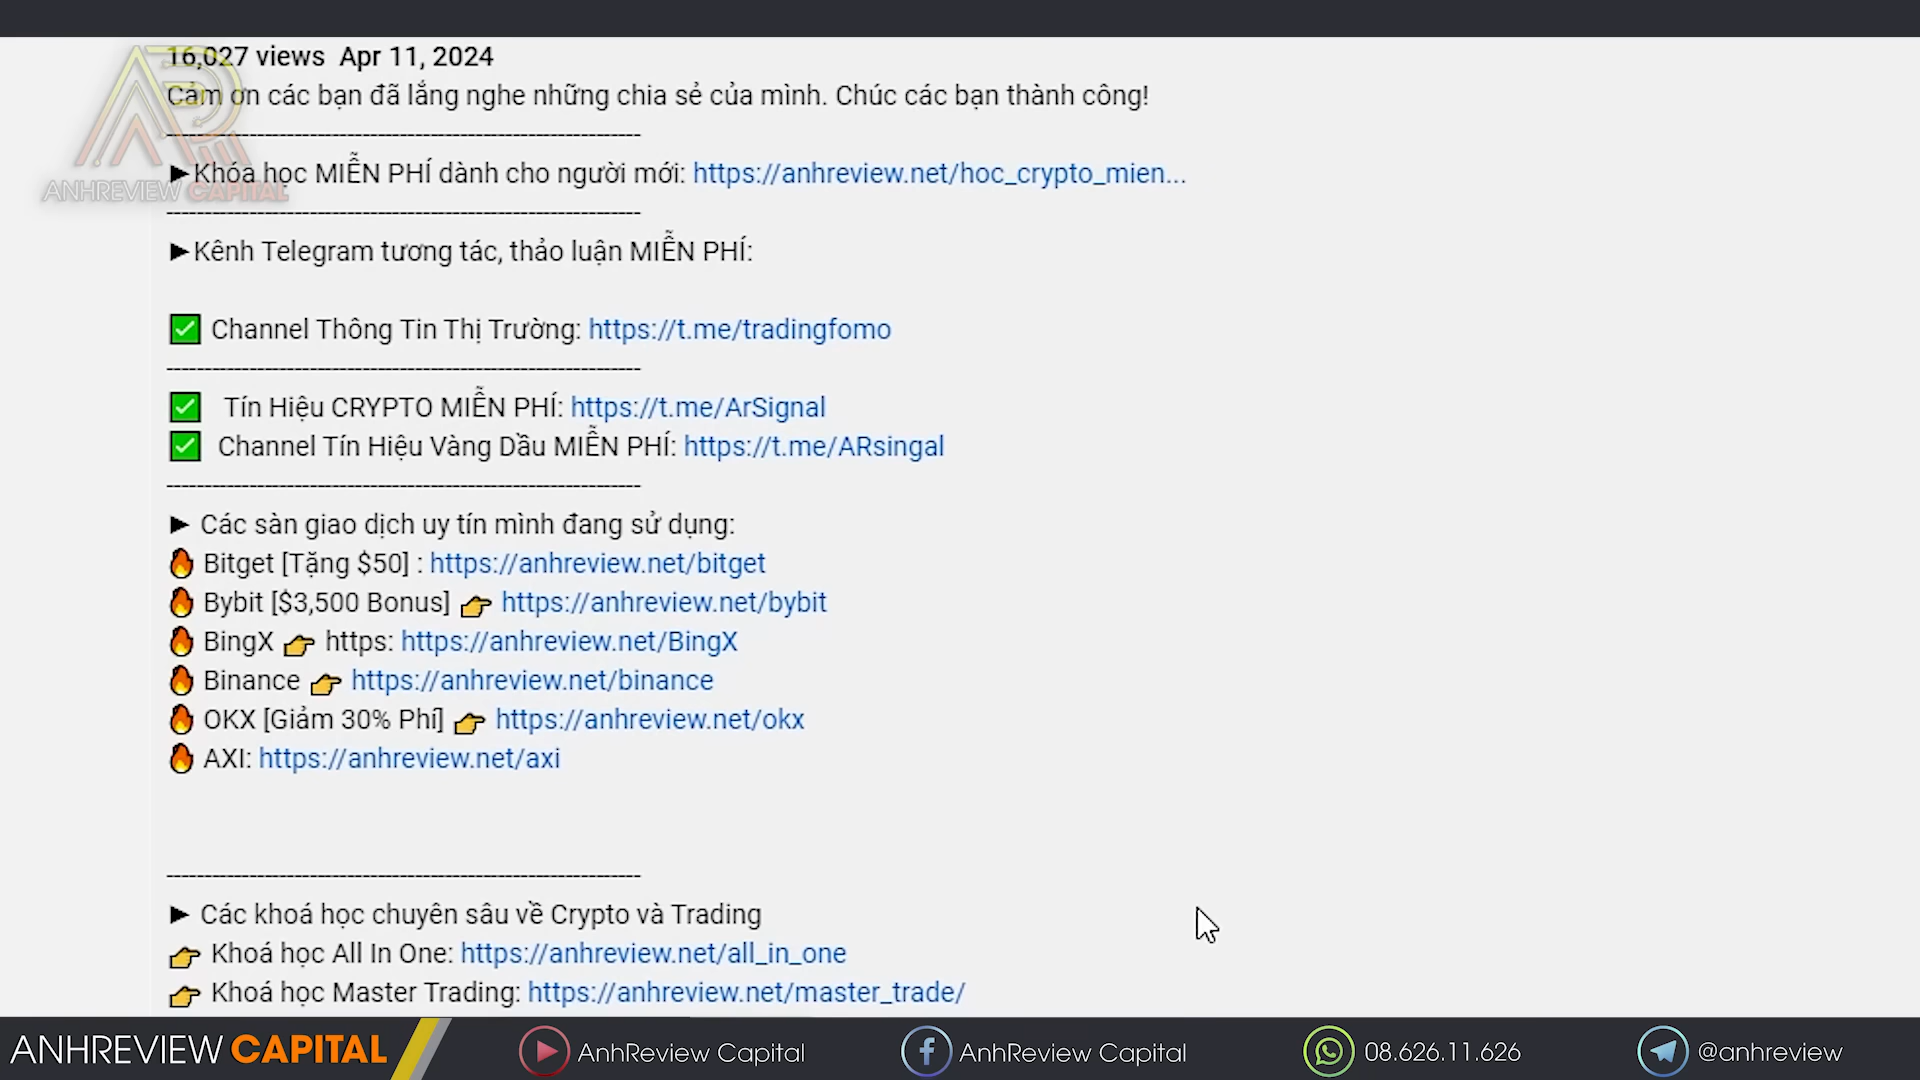 16,027 views Apr 11, 2024
Cảm ơn các bạn đã lắng nghe những chia sẻ của mình. Chúc các bạn thành công!
--------------------------------------------------------------
►Khóa học MIỄN PHÍ dành cho người mới: https://anhreview.net/hoc_crypto_mien...
ANHREVIEW CAPITAL
--------------------------------------------------------------
►Kênh Telegram tương tác, thảo luận MIỄN PHÍ:
✅ Channel Thông Tin Thị Trường: https://t.me/tradingfomo
--------------------------------------------------------------
✅ Tín Hiệu CRYPTO MIỄN PHÍ: https://t.me/ArSignal
✅ Channel Tín Hiệu Vàng Dầu MIỄN PHÍ: https://t.me/ARsingal
--------------------------------------------------------------
► Các sàn giao dịch uy tín mình đang sử dụng:
🔥 Bitget [Tặng $50] : https://anhreview.net/bitget
🔥 Bybit [$3,500 Bonus] 👉 https://anhreview.net/bybit
🔥 BingX 👉 https: https://anhreview.net/BingX
🔥 Binance 👉 https://anhreview.net/binance
🔥 OKX [Giảm 30% Phí] 👉 https://anhreview.net/okx
🔥 AXI: https://anhreview.net/axi
--------------------------------------------------------------
► Các khoá học chuyên sâu về Crypto và Trading
👉 Khoá học All In One: https://anhreview.net/all_in_one
👉 Khoá học Master Trading: https://anhreview.net/master_trade/
ANHREVIEW CAPITAL AnhReview Capital AnhReview Capital 08.626.11.626 @anhreview